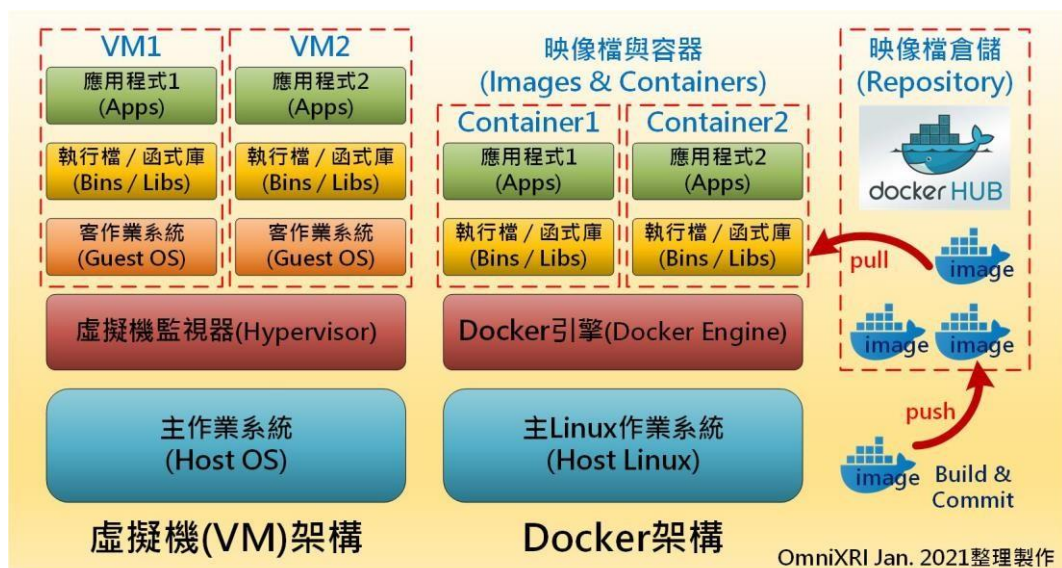 VM1
應用程式1
(Apps)
執行檔 / 函式庫
(Bins / Libs)
客作業系統
(Guest OS)
VM2
應用程式2
(Apps)
執行檔 / 函式庫
(Bins / Libs)
客作業系統
(Guest OS)
虛擬機監視器(Hypervisor)
主作業系統
(Host OS)
虛擬機(VM)架構
映像檔與容器
(Images & Containers)
Container1
應用程式1
(Apps)
執行檔 / 函式庫
(Bins / Libs)
Container2
應用程式2
(Apps)
執行檔 / 函式庫
(Bins / Libs)
Docker引擎(Docker Engine)
主Linux作業系統
(Host Linux)
Docker架構
映像檔倉儲
(Repository)
docker HUB
pull
image
image
image
push
image
Build &
Commit
OmniXRI Jan. 2021整理製作